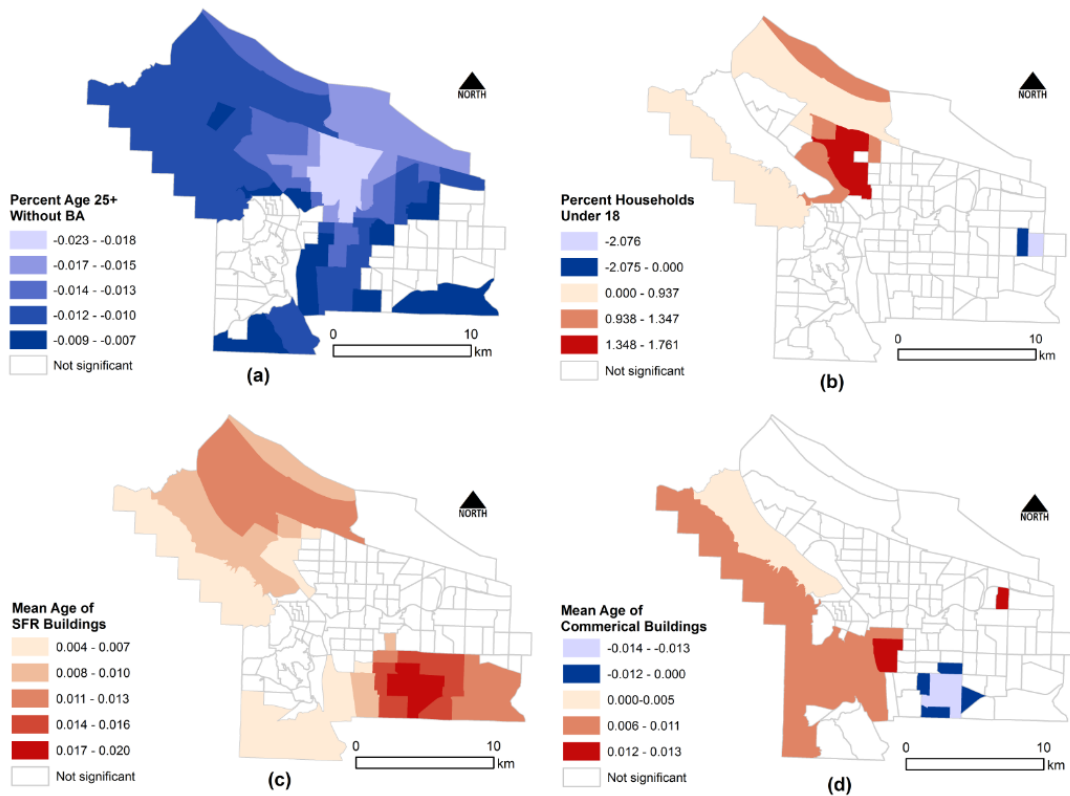 NORTH
Percent Age 25+
Without BA
-0.023 - -0.018
-0.017 - -0.015
-0.014 - -0.013
-0.012 - -0.010
-0.009 - -0.007
Not significant
0 10
km
(a)
NORTH
Percent Households
Under 18
-2.076
-2.075 - 0.000
0.000 - 0.937
0.938 - 1.347
1.348 - 1.761
Not significant
0 10
km
(b)
NORTH
Mean Age of
SFR Buildings
0.004 - 0.007
0.008 - 0.010
0.011 - 0.013
0.014 - 0.016
0.017 - 0.020
Not significant
0 10
km
(c)
NORTH
Mean Age of
Commerical Buildings
-0.014 - -0.013
-0.012 - 0.000
0.000-0.005
0.006 - 0.011
0.012 - 0.013
Not significant
0 10
km
(d)